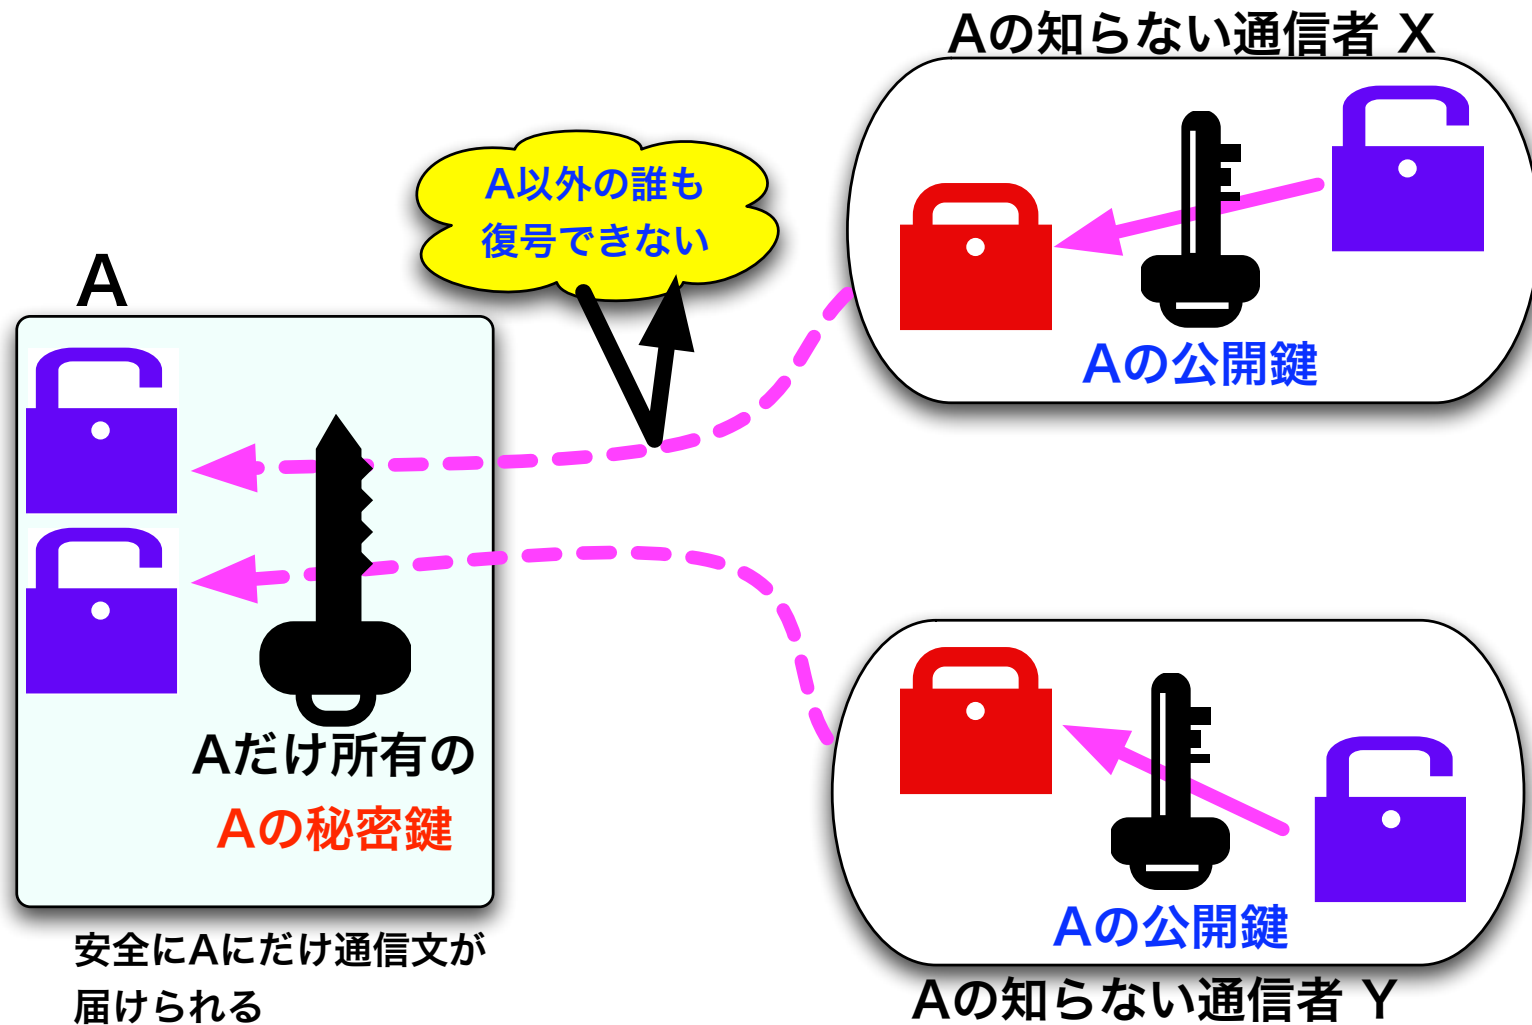 Aの知らない通信者 X
A以外の誰も
復号できない
A
Aの公開鍵
Aだけ所有の
Aの秘密鍵
Aの公開鍵
安全にAにだけ通信文が
届けられる
Aの知らない通信者 Y